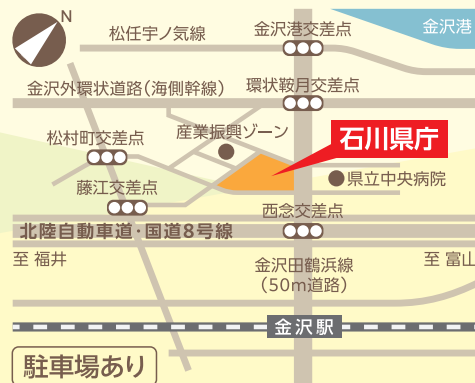 N
松任宇ノ気線
金沢港交差点
金沢港
金沢外環状道路（海側幹線）
環状鞍月交差点
松村町交差点
産業振興ゾーン
石川県庁
藤江交差点
県立中央病院
西念交差点
北陸自動車道・国道8号線
至 福井
金沢田鶴浜線
（50m道路）
至 富山
金沢駅
駐車場あり